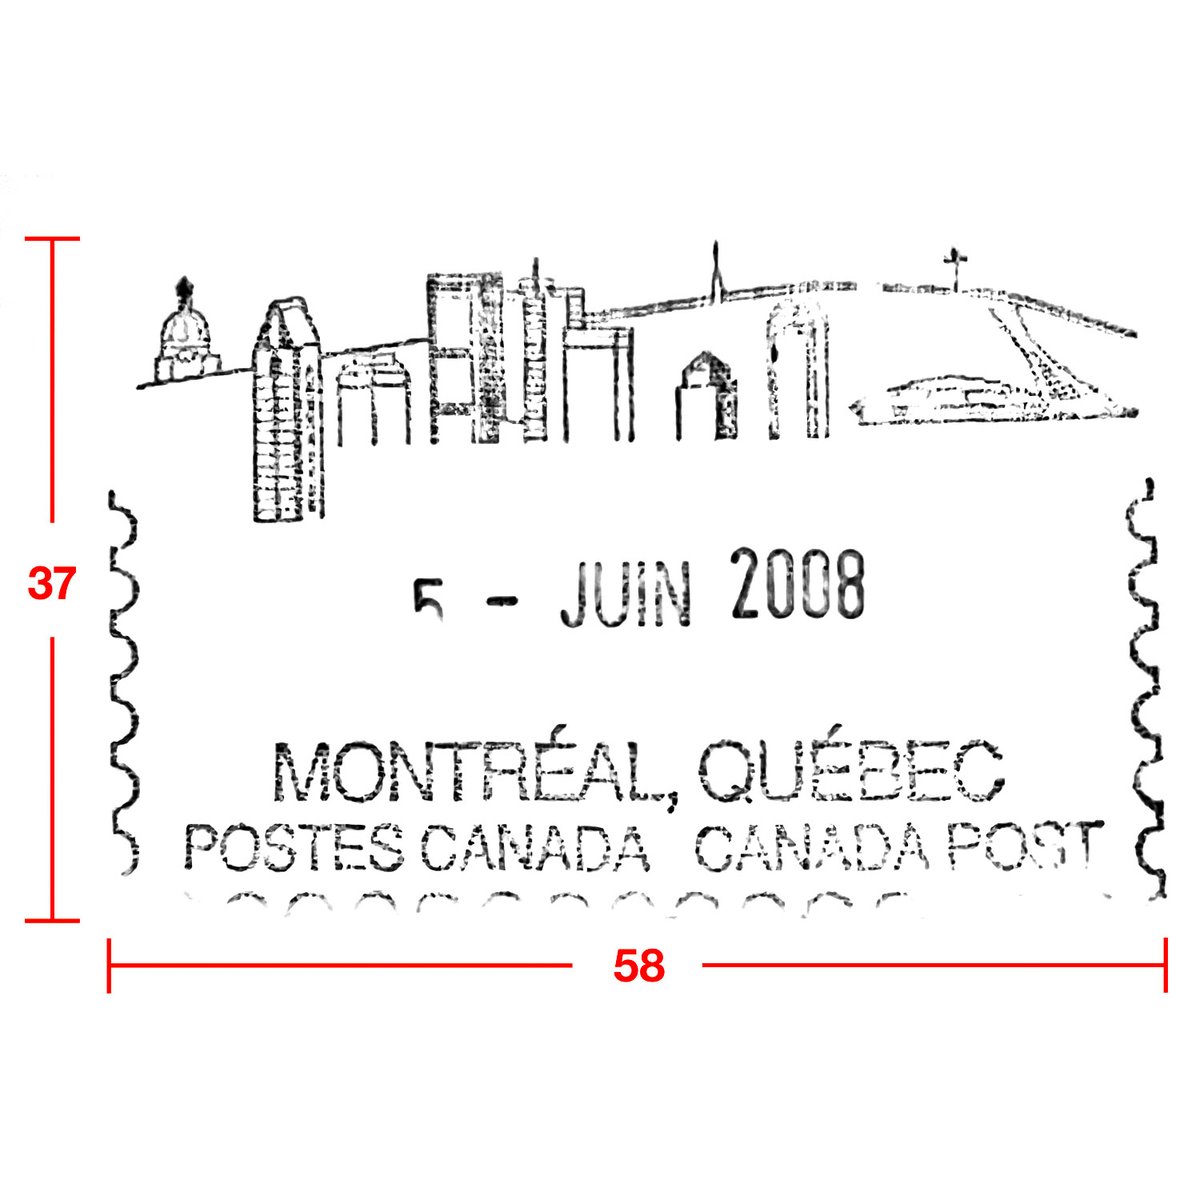 5 - JUIN 2008
37
MONTRÉAL, QUÉBEC
POSTES CANADA CANADA POST
58